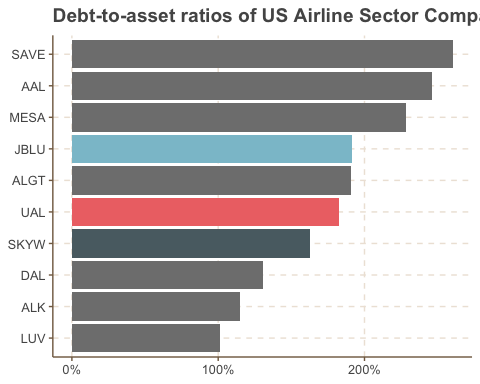 Debt-to-asset ratios of US Airline Sector Compa
SAVE
AAL
MESA
JBLU
ALGT
UAL
SKYW
DAL
ALK
LUV
0% 100% 200%